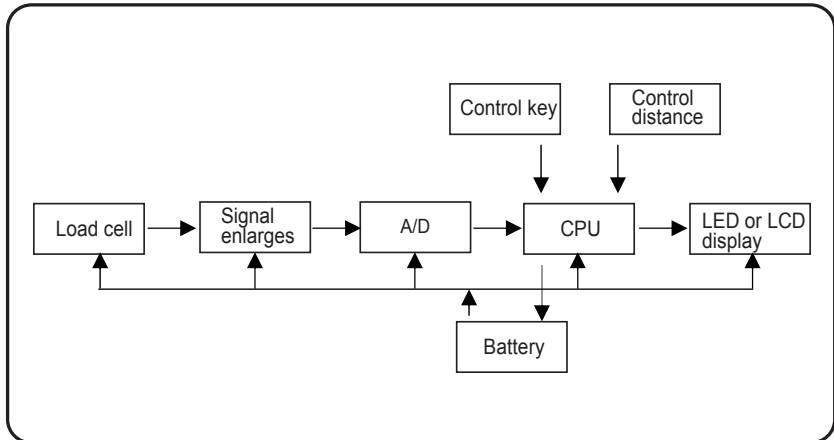 Control key
Control
distance
Load cell
Signal
enlarges
A/D
CPU
LED or LCD
display
Battery